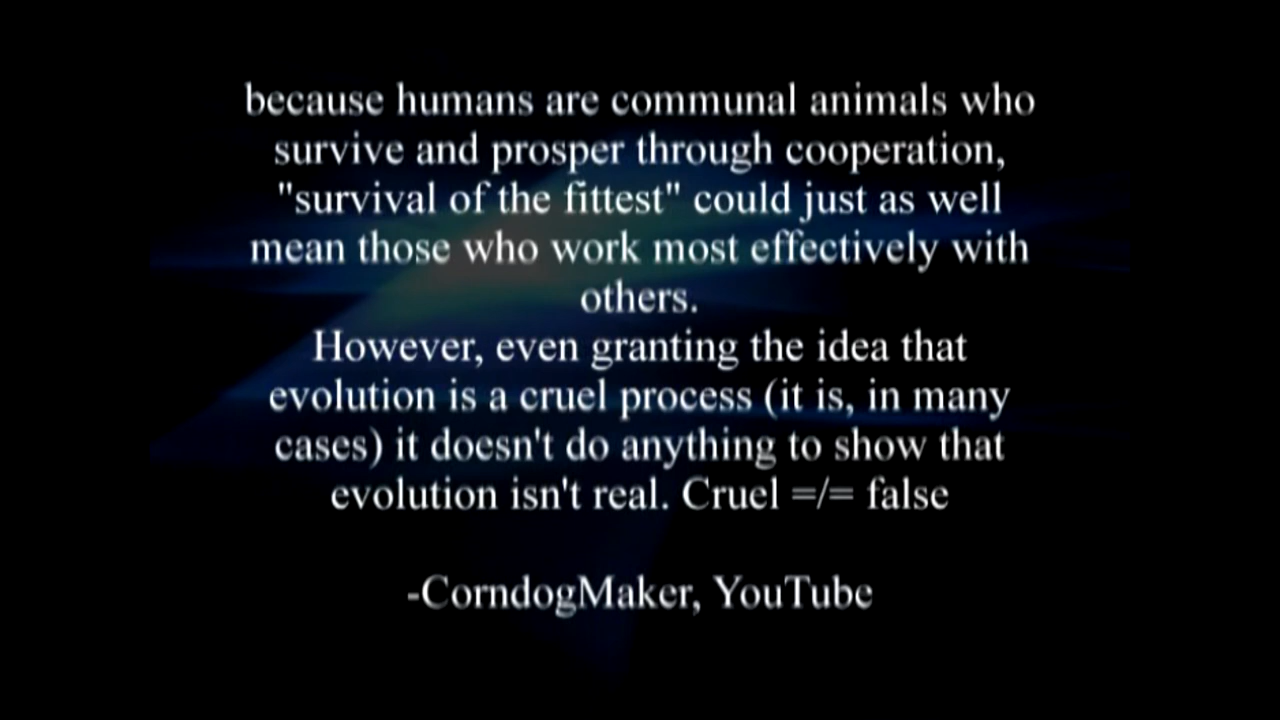 because humans are communal animals who
survive and prosper through cooperation,
"survival of the fittest" could just as well
mean those who work most effectively with
others.
However, even granting the idea that
evolution is a cruel process (it is, in many
cases) it doesn't do anything to show that
evolution isn't real. Cruel =/= false
-CorndogMaker, YouTube